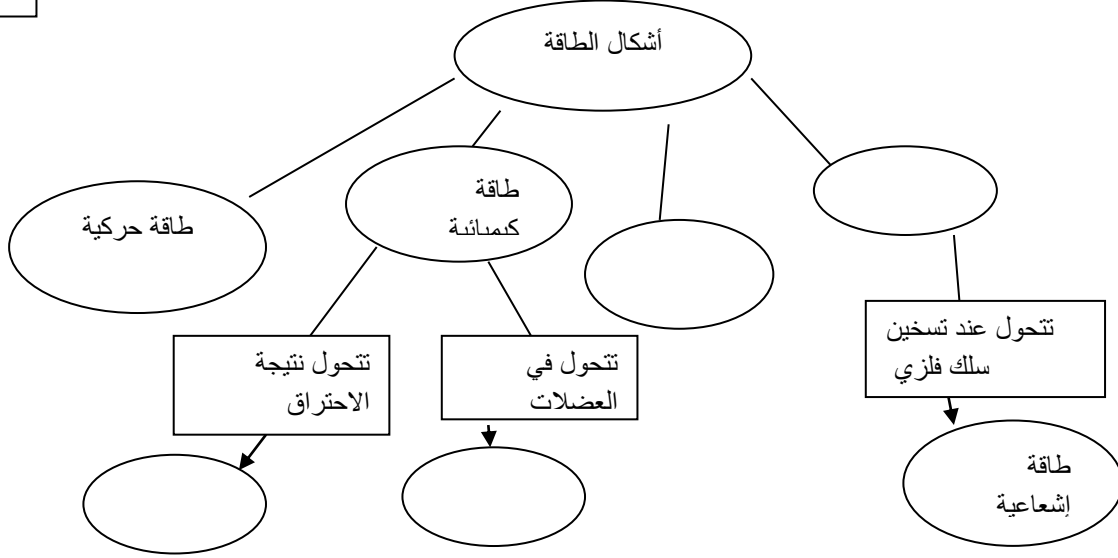 أشكال الطاقة
طاقة
كيميائية
طاقة حركية
تتحول عند تسخين
سلك فلزي
تتحول في
العضلات
تتحول نتيجة
الاحتراق
طاقة
إشعاعية